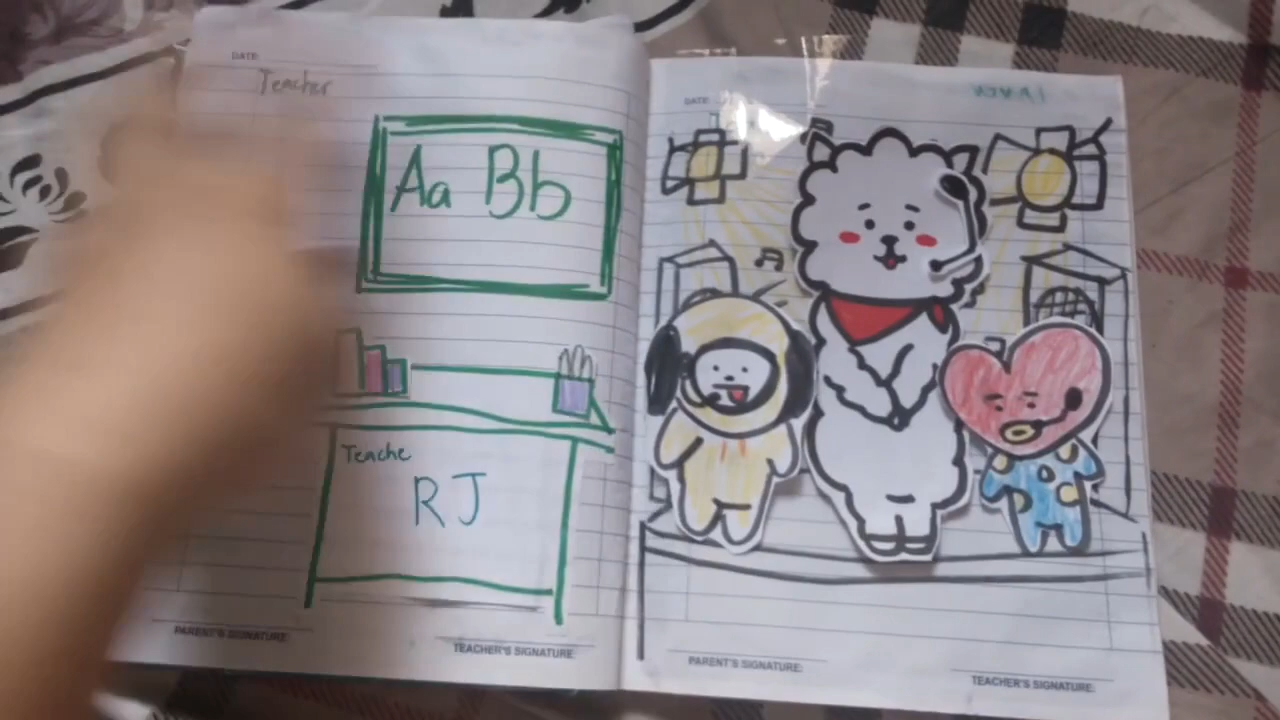 DATE:
Teacher
Aa Bb
Teache
RJ
PARENT'S SIGNATURE:
TEACHER'S SIGNATURE:
DATE:
PARENT'S SIGNATURE:
TEACHER'S SIGNATURE: